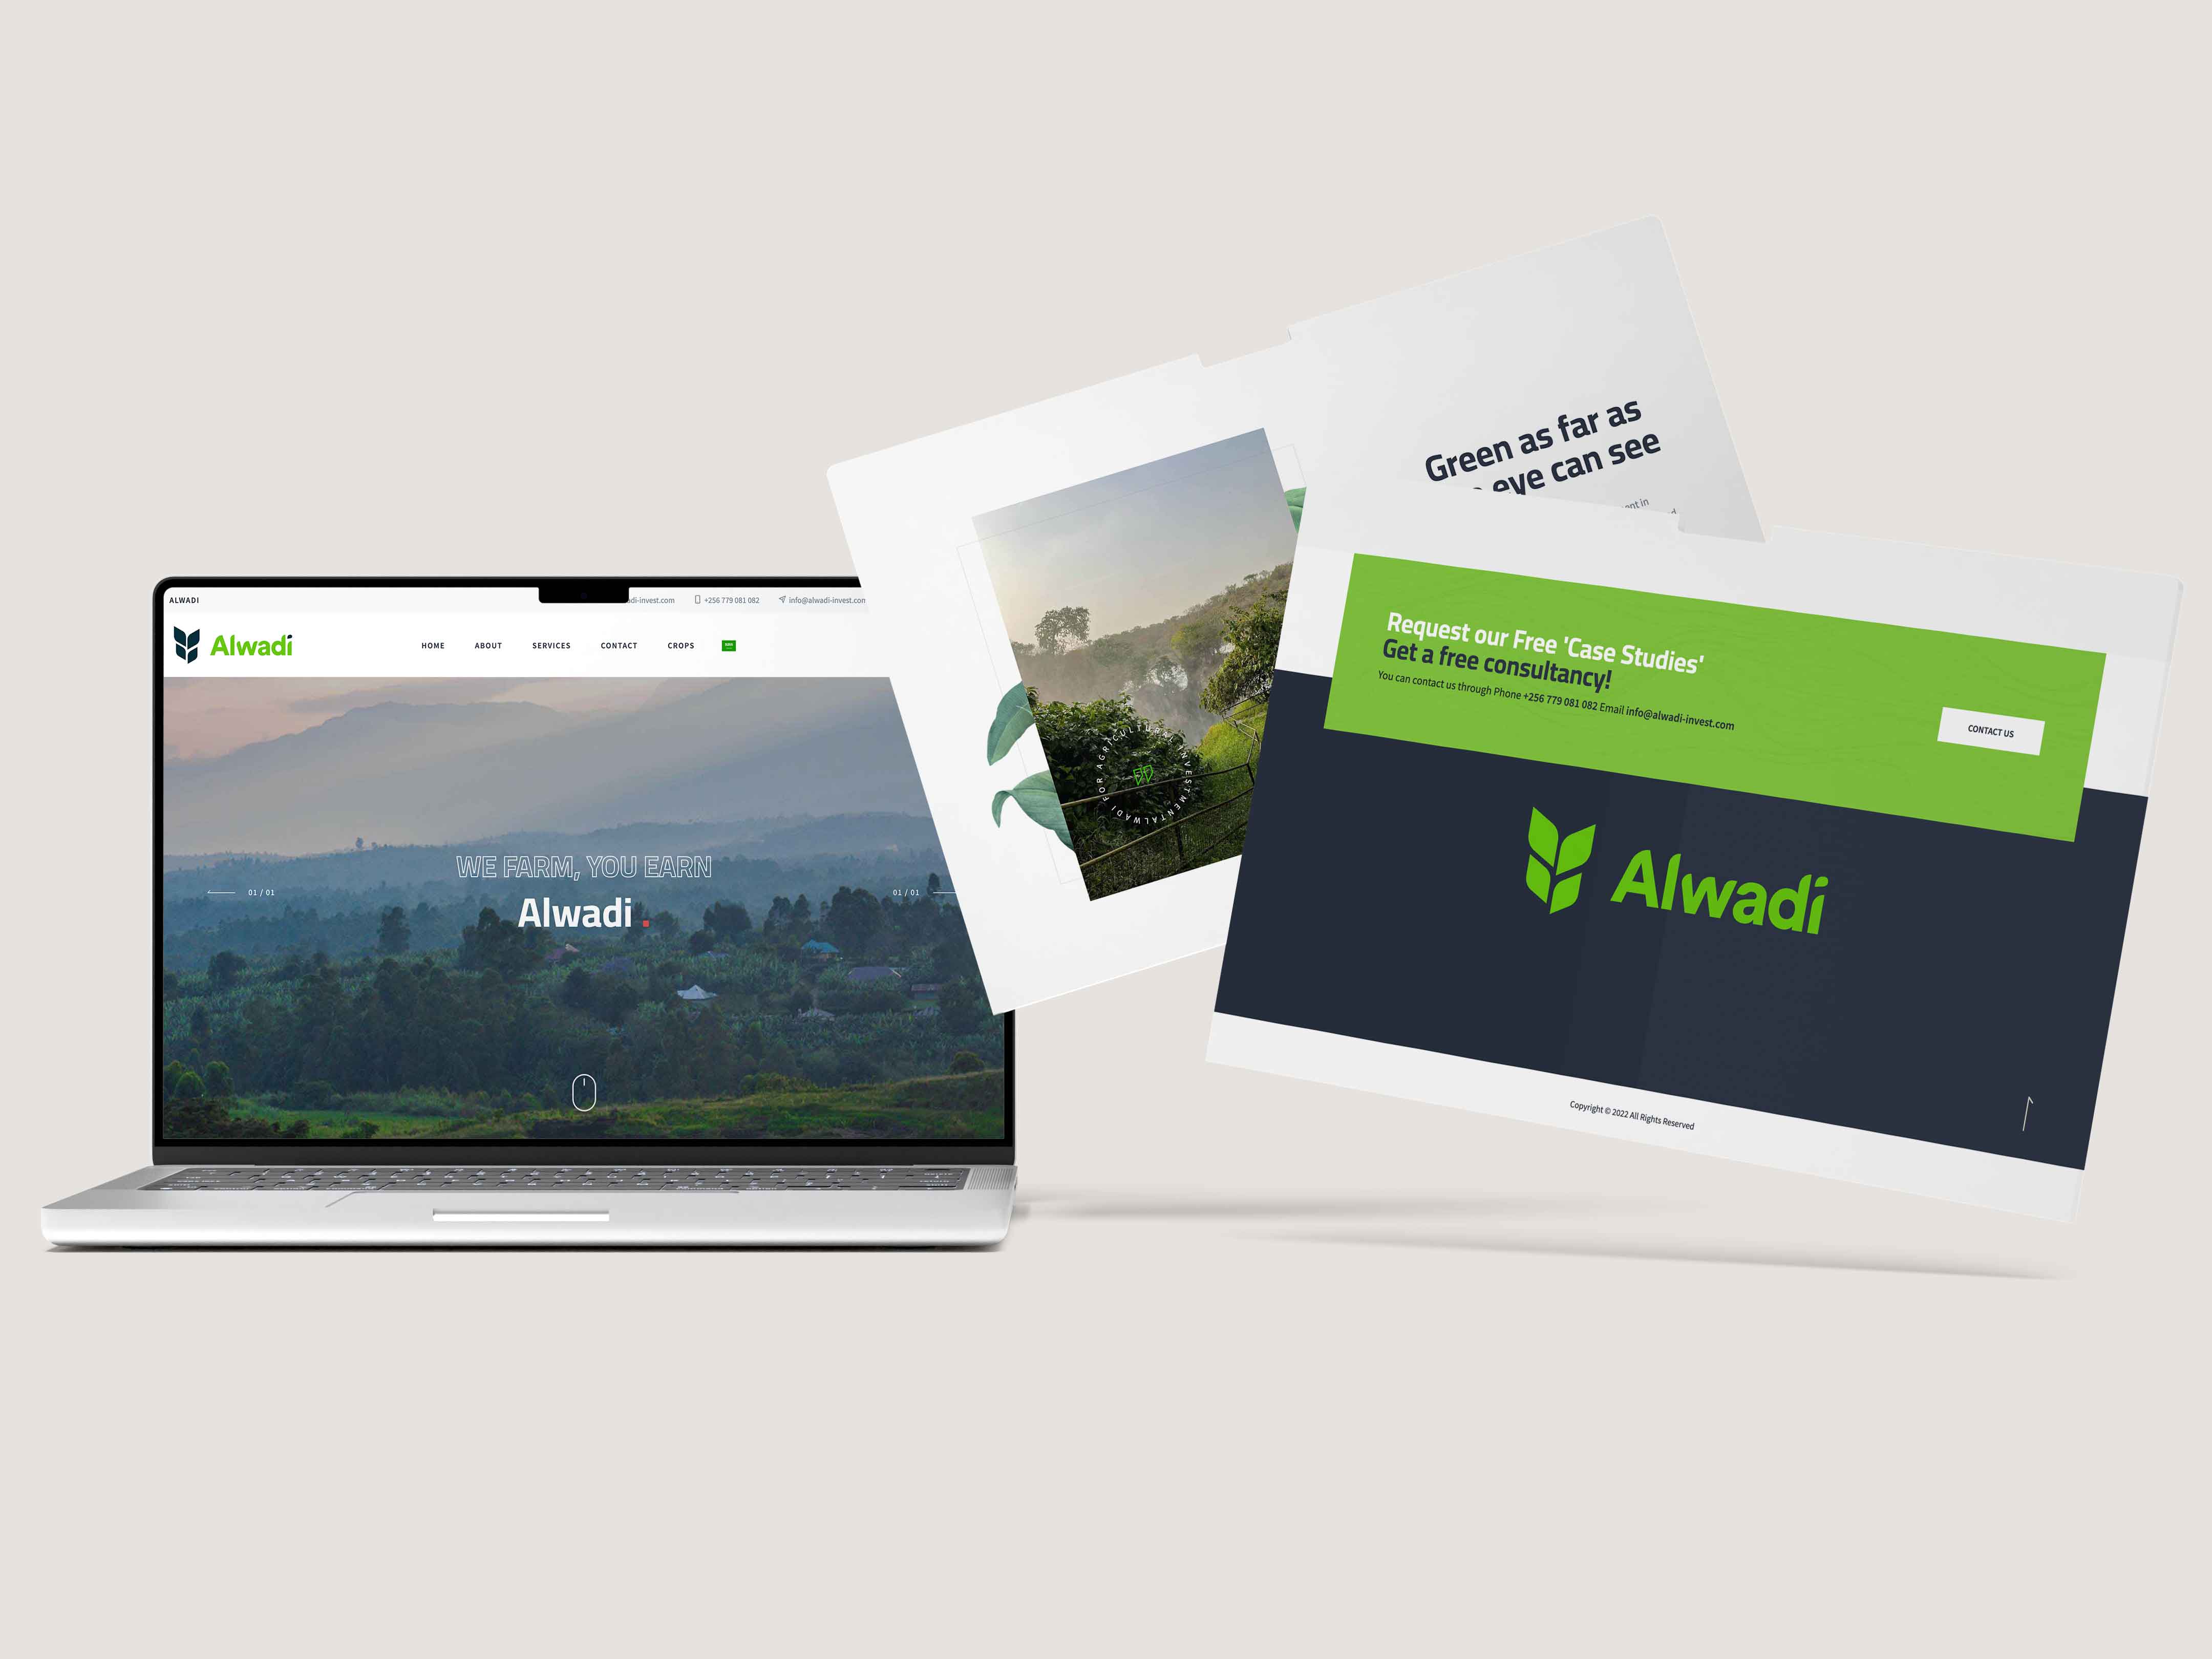 ALWADI
adi-invest.com
+256 779 081 082
info@alwadi-invest.com
Alwadi
HOME ABOUT SERVICES CONTACT CROPS
WE FARM, YOU EARN
Alwadi .
01 / 01
01 / 01
ALWADI FOR AGRICULTURAL INVESTMENT
Green as far as
eye can see
ent in
Request our Free 'Case Studies'
Get a free consultancy!
You can contact us through Phone +256 779 081 082 Email info@alwadi-invest.com
CONTACT US
Alwadi
Copyright © 2022 All Rights Reserved